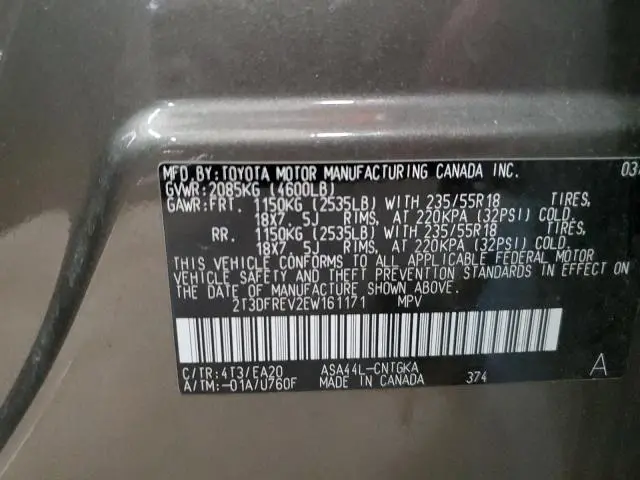 MFD. BY: TOYOTA MOTOR MANUFACTURING CANADA INC. 03/
GVWR: 2085KG (4600LB)
GAWR: FRT. 1150KG (2535LB) WITH 235/55R18 TIRES,
18X7.5J RIMS, AT 220KPA (32PSI) COLD.
RR. 1150KG (2535LB) WITH 235/55R18 TIRES,
18X7.5J RIMS, AT 220KPA (32PSI) COLD.
THIS VEHICLE CONFORMS TO ALL APPLICABLE FEDERAL MOTOR
VEHICLE SAFETY AND THEFT PREVENTION STANDARDS IN EFFECT ON
THE DATE OF MANUFACTURE SHOWN ABOVE.
2T3DFREV2EW161171 MPV
C/TR: 4T3/EA20 ASA44L-CNTGKA
A/TM: -01A/U760F MADE IN CANADA 374 A